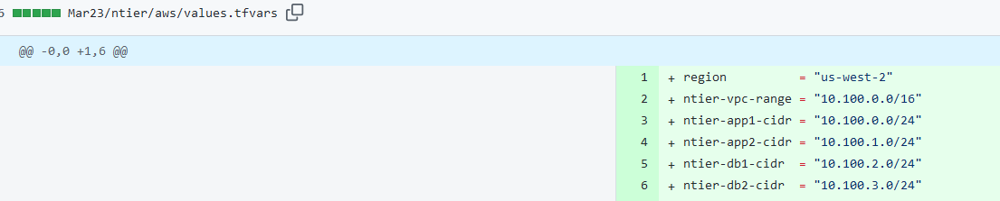 6 Mar23/ntier/aws/values.tfvars
@@ -0,0 +1,6 @@
1 + region = "us-west-2"
2 + ntier-vpc-range = "10.100.0.0/16"
3 + ntier-app1-cidr = "10.100.0.0/24"
4 + ntier-app2-cidr = "10.100.1.0/24"
5 + ntier-db1-cidr = "10.100.2.0/24"
6 + ntier-db2-cidr = "10.100.3.0/24"